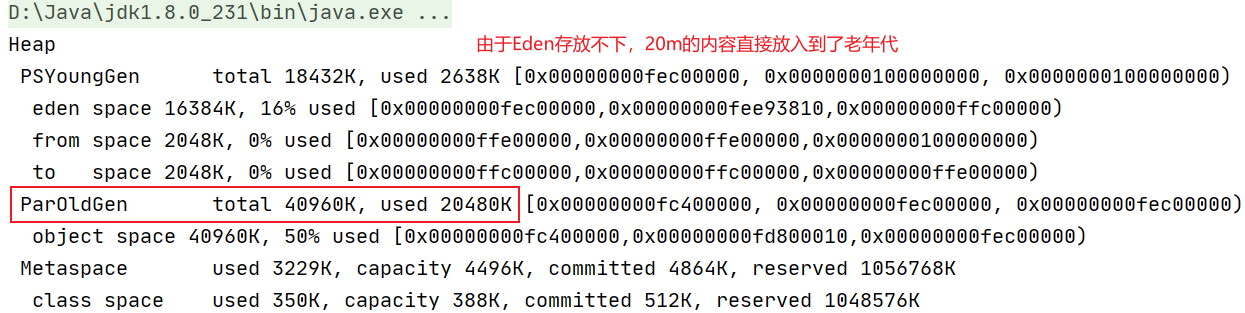 D:\Java\jdk1.8.0_231\bin\java.exe ...
Heap
由于Eden存放不下，20m的内容直接放入到了老年代
PSYoungGen      total 18432K, used 2638K [0x00000000fec00000, 0x0000000100000000, 0x0000000100000000)
eden space 16384K, 16% used [0x00000000fec00000,0x00000000fee93810,0x00000000ffc00000)
from space 2048K, 0% used [0x00000000ffe00000,0x00000000ffe00000,0x0000000100000000)
to   space 2048K, 0% used [0x00000000ffc00000,0x00000000ffc00000,0x00000000ffe00000)
ParOldGen       total 40960K, used 20480K [0x00000000fc400000, 0x00000000fec00000, 0x00000000fec00000)
object space 40960K, 50% used [0x00000000fc400000,0x00000000fd800010,0x00000000fec00000)
Metaspace       used 3229K, capacity 4496K, committed 4864K, reserved 1056768K
class space    used 350K, capacity 388K, committed 512K, reserved 1048576K